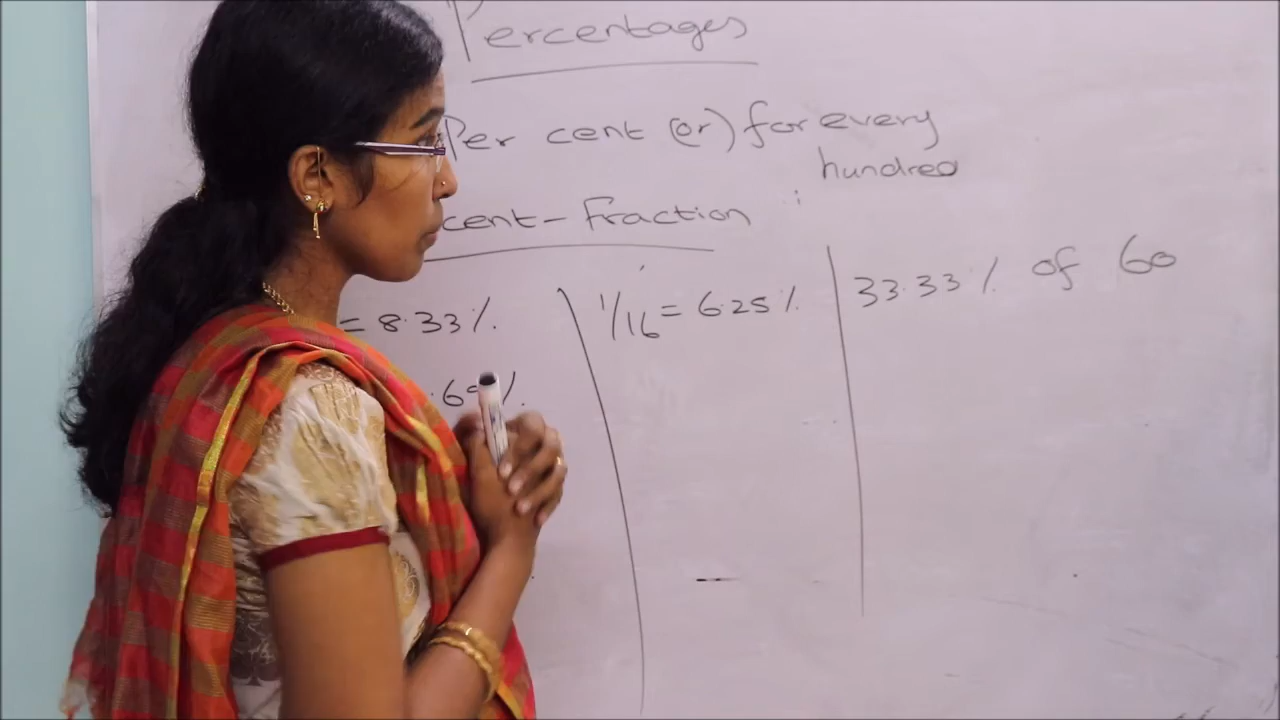 Percentages
Per cent (or) for every
hundred
cent - Fraction
= 8.33%.
1/16 = 6.25%.
33.33% of 60